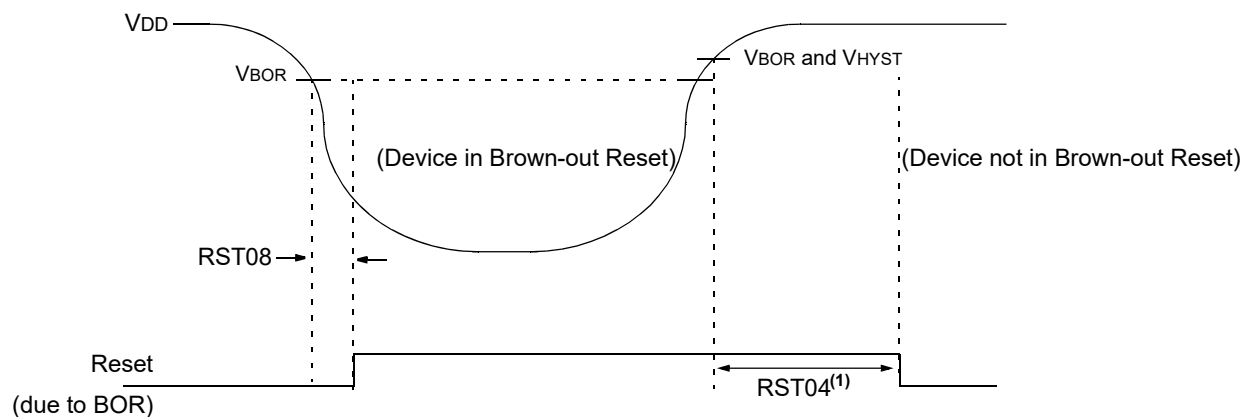 VDD
VBOR and VHYST
VBOR
(Device in Brown-out Reset)
(Device not in Brown-out Reset)
RST08
Reset
(due to BOR)
RST04(1)